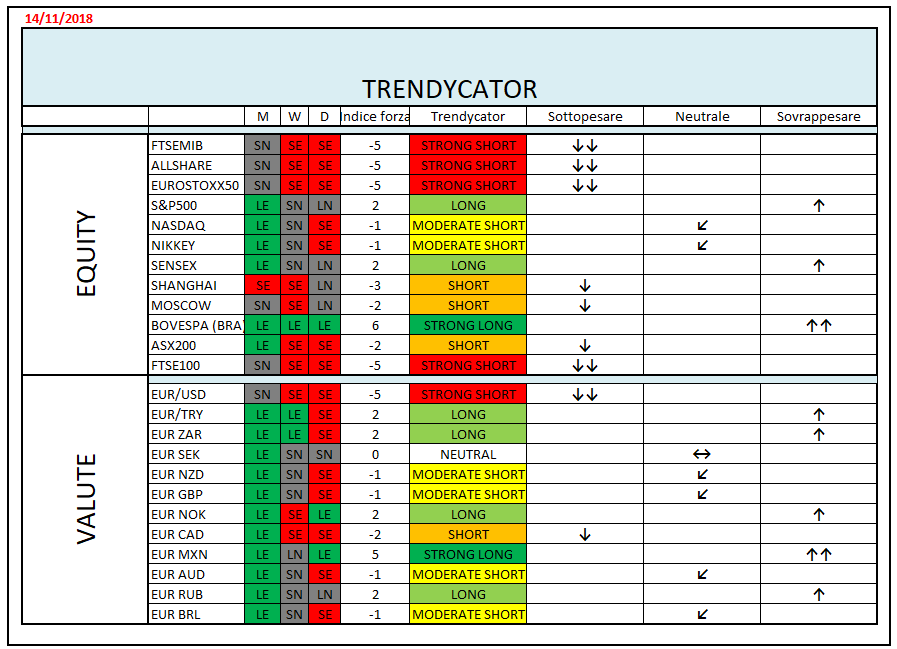 14/11/2018
TRENDYCATOR
M W D Indice forza Trendycator Sottopesare Neutrale Sovrappesare
EQUITY
FTSEMIB SN SE SE -5 STRONG SHORT ↓↓
ALLSHARE SN SE SE -5 STRONG SHORT ↓↓
EUROSTOXX50 SN SE SE -5 STRONG SHORT ↓↓
S&P500 LE SN LN 2 LONG ↑
NASDAQ LE SN SE -1 MODERATE SHORT ↙
NIKKEY LE SN SE -1 MODERATE SHORT ↙
SENSEX LE SN LN 2 LONG ↑
SHANGHAI SE SE LN -3 SHORT ↓
MOSCOW SN SE LN -2 SHORT ↓
BOVESPA (BRA) LE LE LE 6 STRONG LONG ↑↑
ASX200 LE SE SE -2 SHORT ↓
FTSE100 SN SE SE -5 STRONG SHORT ↓↓
VALUTE
EUR/USD SN SE SE -5 STRONG SHORT ↓↓
EUR/TRY LE LE SE 2 LONG ↑
EUR ZAR LE LE SE 2 LONG ↑
EUR SEK LE SN SN 0 NEUTRAL ↔
EUR NZD LE SN SE -1 MODERATE SHORT ↙
EUR GBP LE SN SE -1 MODERATE SHORT ↙
EUR NOK LE SE LE 2 LONG ↑
EUR CAD LE SE SE -2 SHORT ↓
EUR MXN LE LN LE 5 STRONG LONG ↑↑
EUR AUD LE SN SE -1 MODERATE SHORT ↙
EUR RUB LE SN LN 2 LONG ↑
EUR BRL LE SN SE -1 MODERATE SHORT ↙